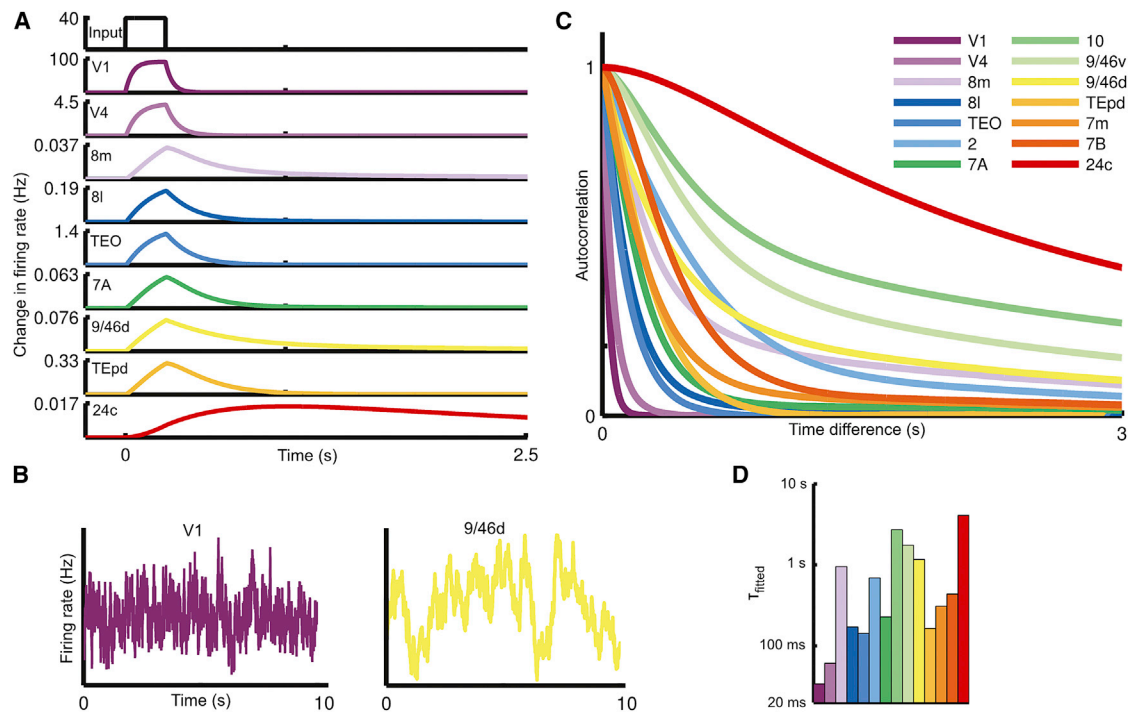 A
Change in firing rate (Hz)
40
Input
100
V1
4.5
V4
0.037
8m
0.19
8l
1.4
TEO
0.063
7A
0.076
9/46d
0.33
TEpd
0.017
24c
0
Time (s)
2.5
B
Firing rate (Hz)
V1
0
Time (s)
10
9/46d
0
10
C
Autocorrelation
1
0
0
Time difference (s)
3
V1
V4
8m
8l
TEO
2
7A
10
9/46v
9/46d
TEpd
7m
7B
24c
D
τfitted
10 s
1 s
100 ms
20 ms